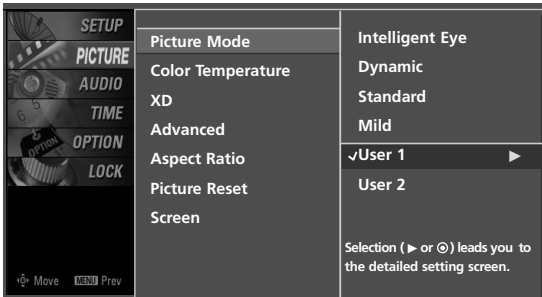 SETUP
PICTURE
AUDIO
TIME
OPTION
LOCK
Move MENU Prev
Picture Mode
Color Temperature
XD
Advanced
Aspect Ratio
Picture Reset
Screen
Intelligent Eye
Dynamic
Standard
Mild
✓User 1 ▶
User 2
Selection ( ▶ or ⊙ ) leads you to
the detailed setting screen.